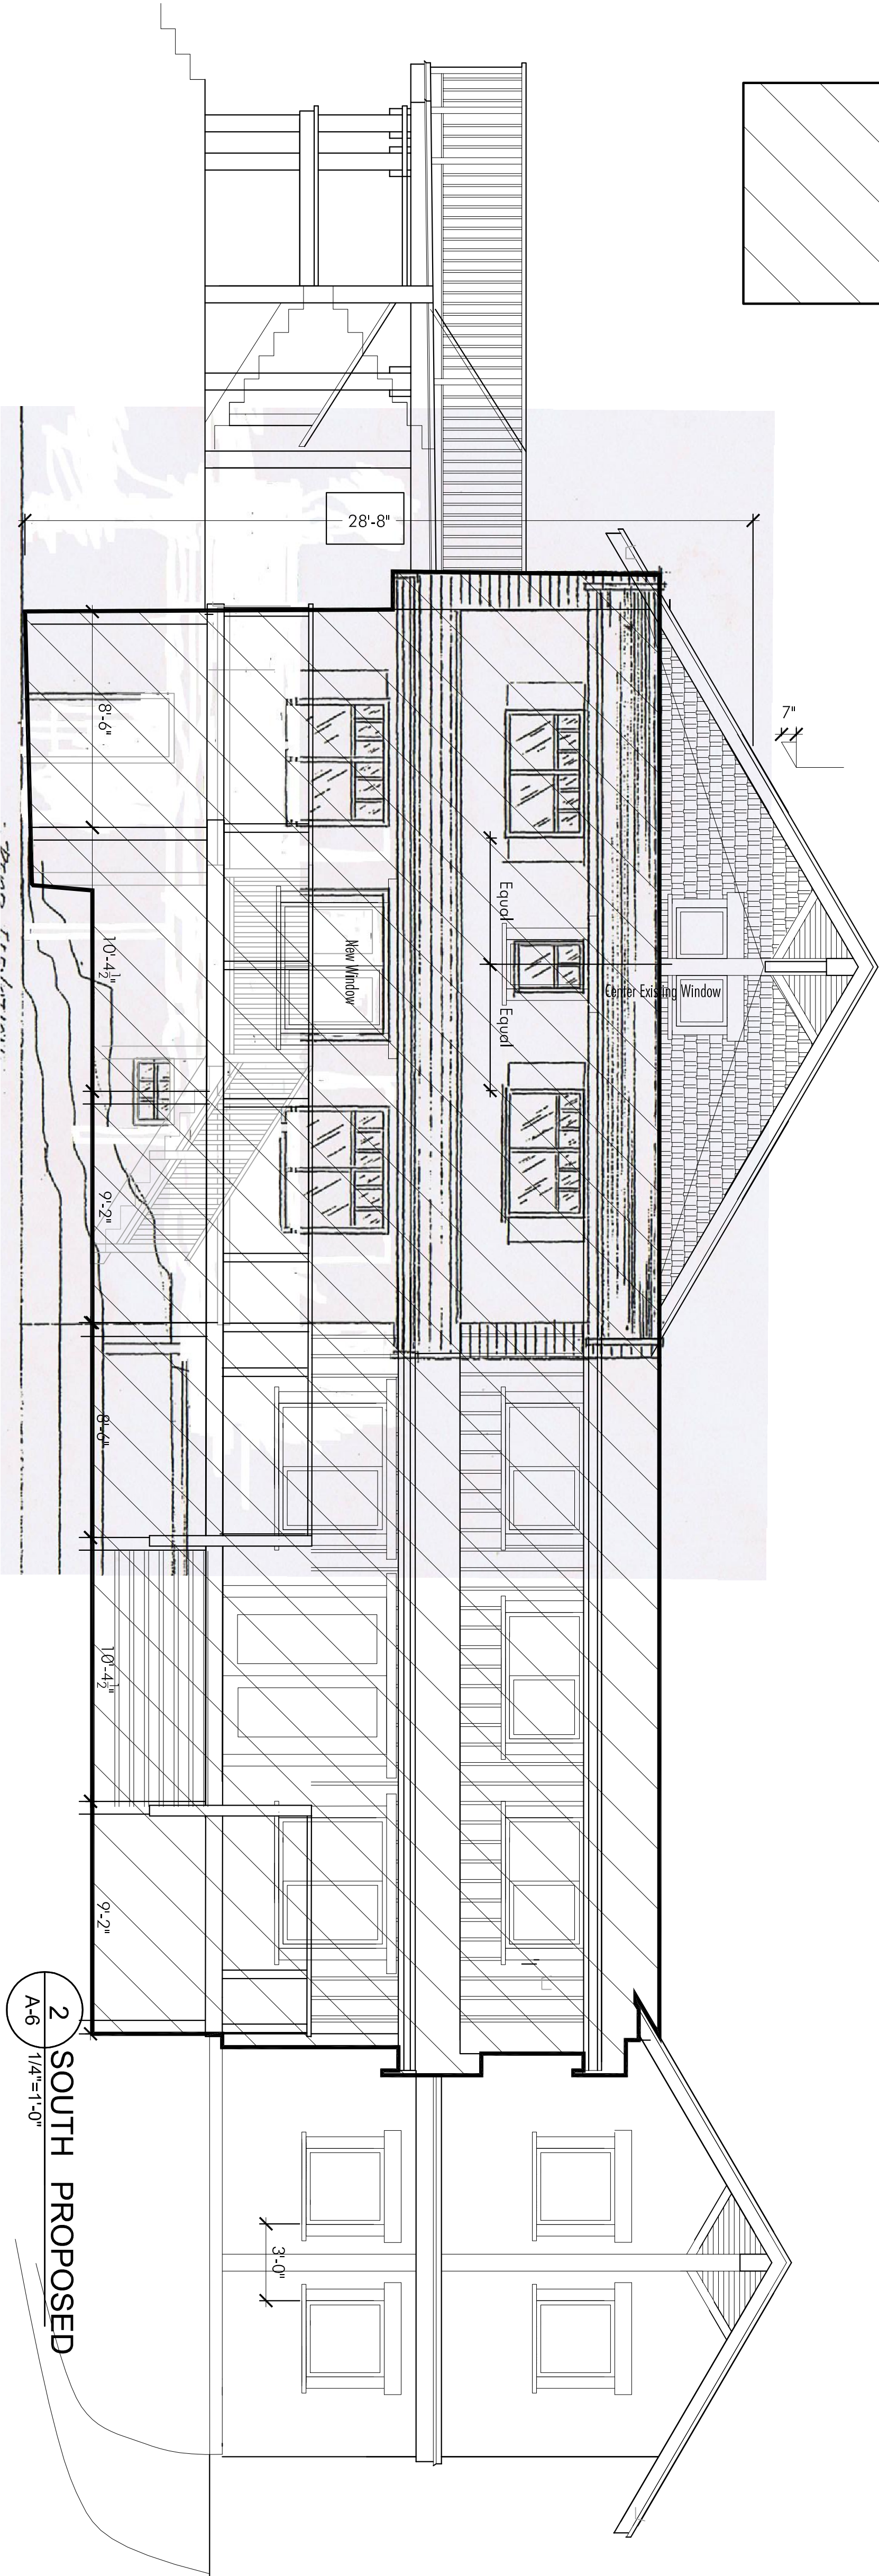 7"
28'-8"
Center Existing Window
Equal
Equal
New Window
8'-6"
10'-4 1/2"
9'-2"
8'-6"
10'-4 1/2"
9'-2"
3'-0"
2
A-6
SOUTH PROPOSED
1/4"=1'-0"